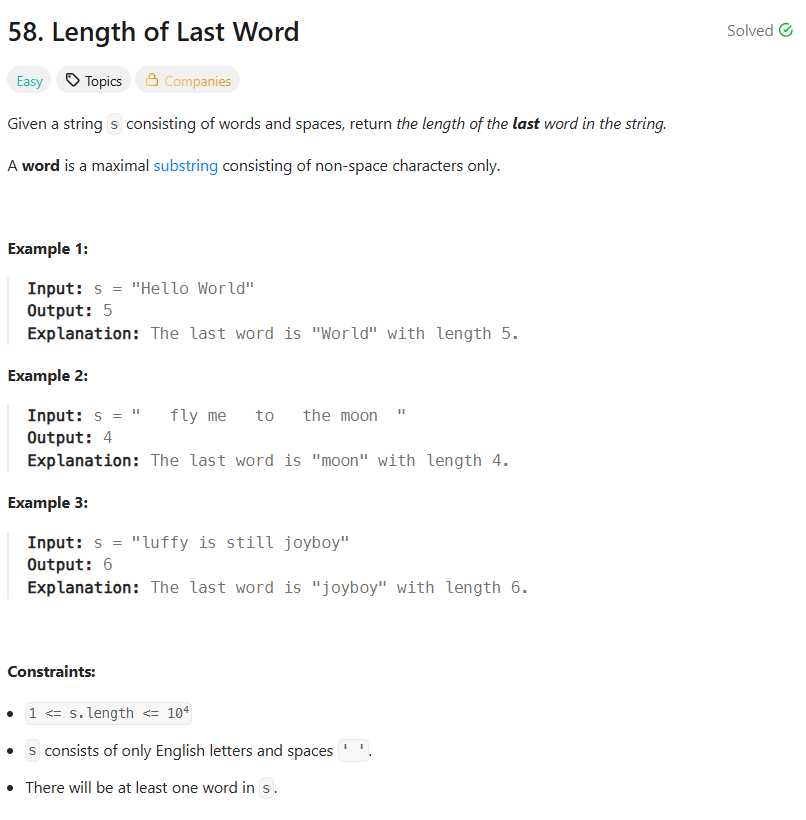 58. Length of Last Word
Solved
Easy
Topics
Companies
Given a string s consisting of words and spaces, return the length of the last word in the string.
A word is a maximal substring consisting of non-space characters only.
Example 1:
Input: s = "Hello World"
Output: 5
Explanation: The last word is "World" with length 5.
Example 2:
Input: s = "   fly me   to   the moon  "
Output: 4
Explanation: The last word is "moon" with length 4.
Example 3:
Input: s = "luffy is still joyboy"
Output: 6
Explanation: The last word is "joyboy" with length 6.
Constraints:
• 1 <= s.length <= 10⁴
• s consists of only English letters and spaces ' '.
• There will be at least one word in s.